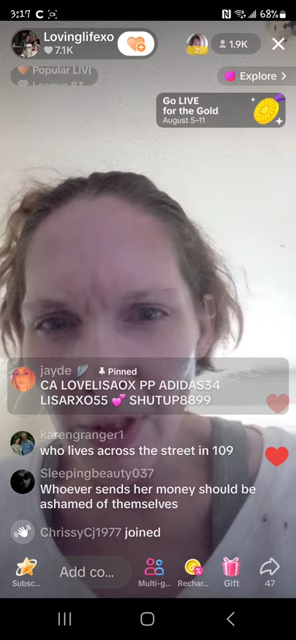 3:17
68%
Lovinglifexo
7.1K
1.9K
Popular LIVE
Explore >
Go LIVE
for the Gold
August 5-11
jayde Pinned
CA LOVELISAOX PP ADIDAS34
LISARXO55 💕 SHUTUP8899
karengranger1
who lives across the street in 109
Sleepingbeauty037
Whoever sends her money should be
ashamed of themselves
ChrissyCj1977 joined
Add co...
Subsc...
Multi-g...
Rechar...
Gift
47